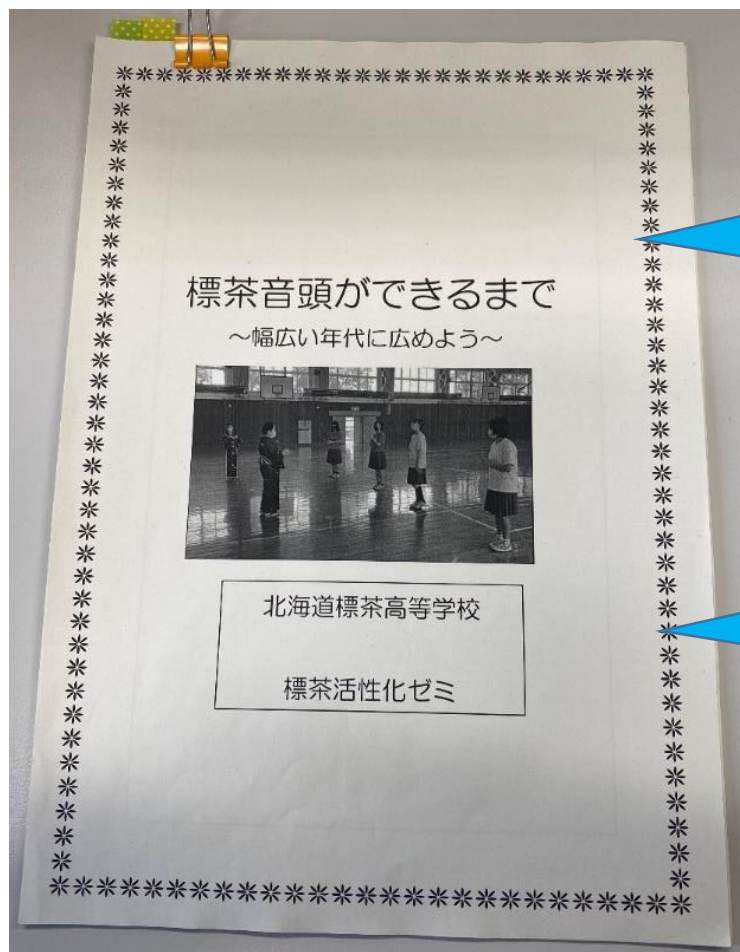 標茶音頭ができるまで
～幅広い年代に広めよう～
北海道標茶高等学校
標茶活性化ゼミ